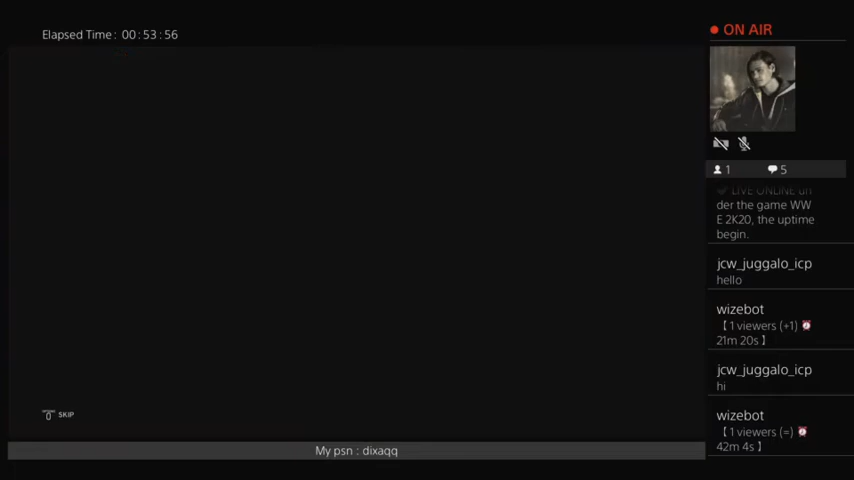 Elapsed Time: 00:53:56
ON AIR
1
5
LIVE ONLINE un
der the game WW
E 2K20, the uptime
begin.
jcw_juggalo_icp
hello
wizebot
【 1 viewers (+1) ⏰
21m 20s 】
jcw_juggalo_icp
hi
wizebot
【 1 viewers (=) ⏰
42m 4s 】
OPTIONS
SKIP
My psn : dixaqq